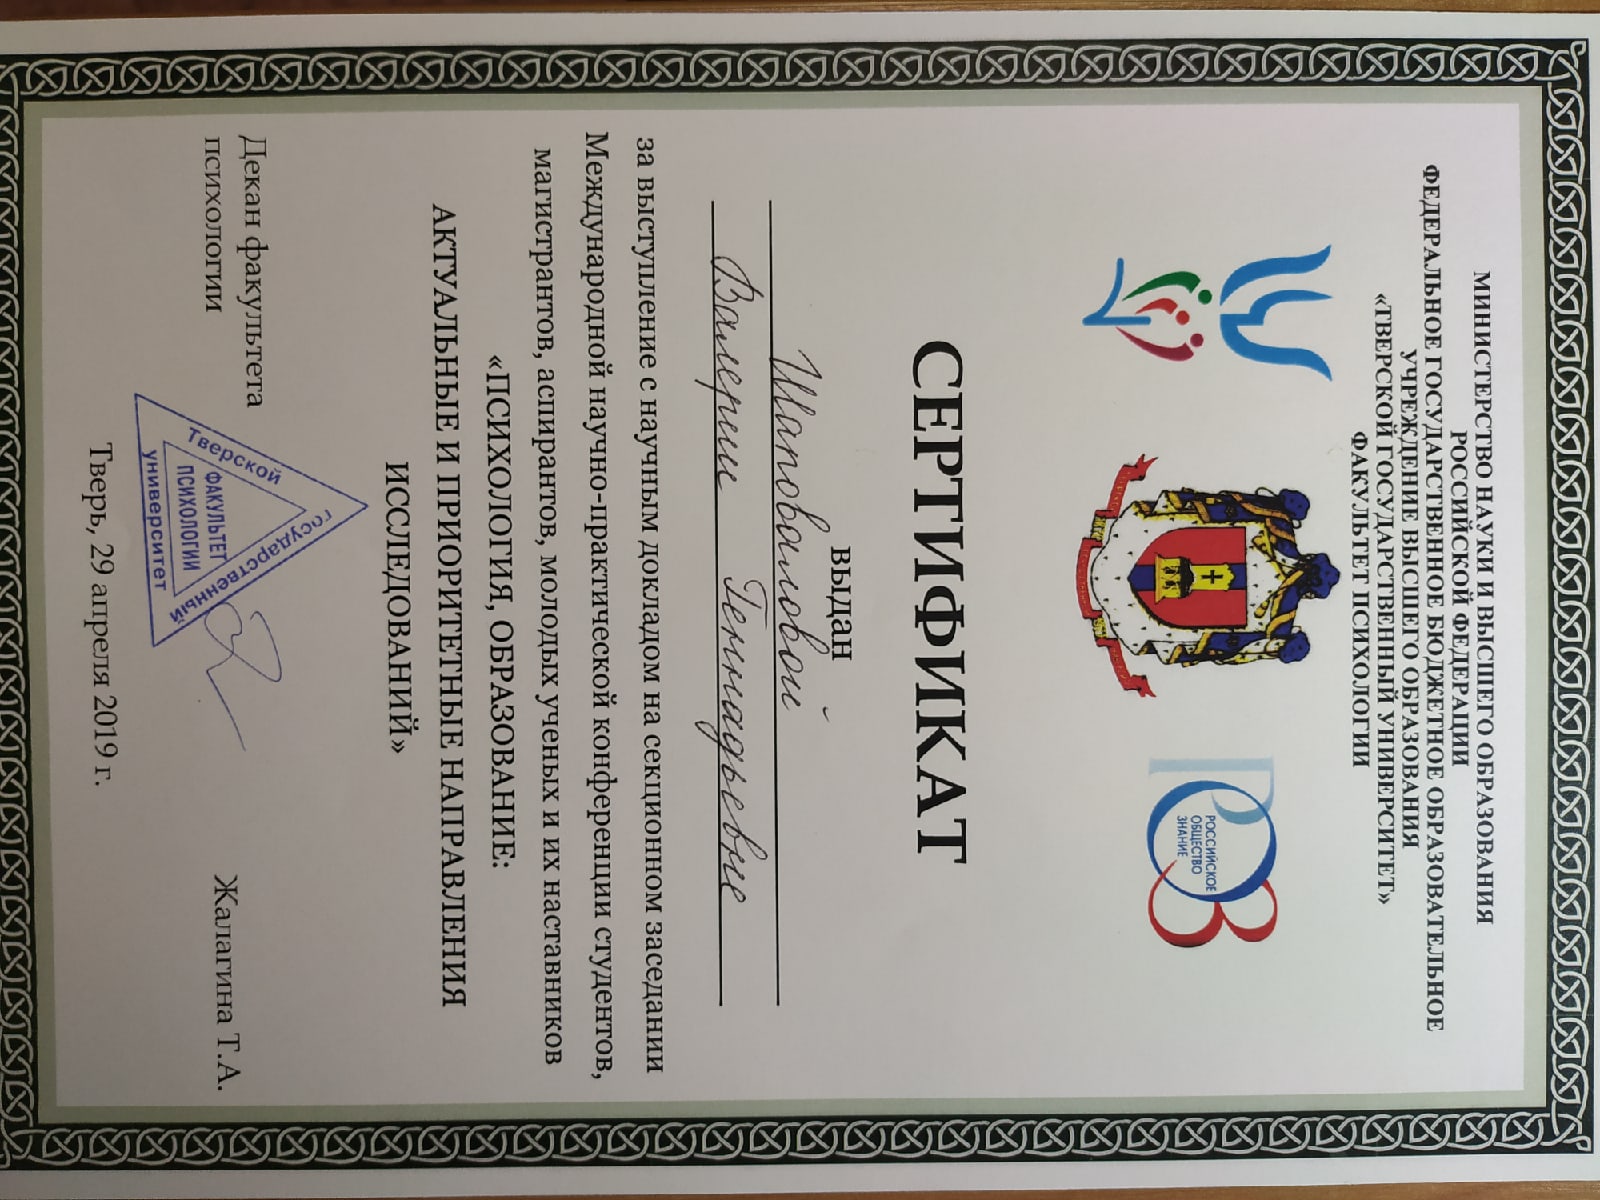 МИНИСТЕРСТВО НАУКИ И ВЫСШЕГО ОБРАЗОВАНИЯ
РОССИЙСКОЙ ФЕДЕРАЦИИ
ФЕДЕРАЛЬНОЕ ГОСУДАРСТВЕННОЕ БЮДЖЕТНОЕ ОБРАЗОВАТЕЛЬНОЕ
УЧРЕЖДЕНИЕ ВЫСШЕГО ОБРАЗОВАНИЯ
«ТВЕРСКОЙ ГОСУДАРСТВЕННЫЙ УНИВЕРСИТЕТ»
ФАКУЛЬТЕТ ПСИХОЛОГИИ
РОССИЙСКОЕ
ОБЩЕСТВО
ЗНАНИЕ
СЕРТИФИКАТ
выдан
Шаповаловой
Валерии Геннадьевне
за выступление с научным докладом на секционном заседании
Международной научно-практической конференции студентов,
магистрантов, аспирантов, молодых ученых и их наставников
«ПСИХОЛОГИЯ, ОБРАЗОВАНИЕ:
АКТУАЛЬНЫЕ И ПРИОРИТЕТНЫЕ НАПРАВЛЕНИЯ
ИССЛЕДОВАНИЙ»
Декан факультета
психологии
Жалагина Т.А.
Тверской
государственный
университет
ФАКУЛЬТЕТ
ПСИХОЛОГИИ
Тверь, 29 апреля 2019 г.